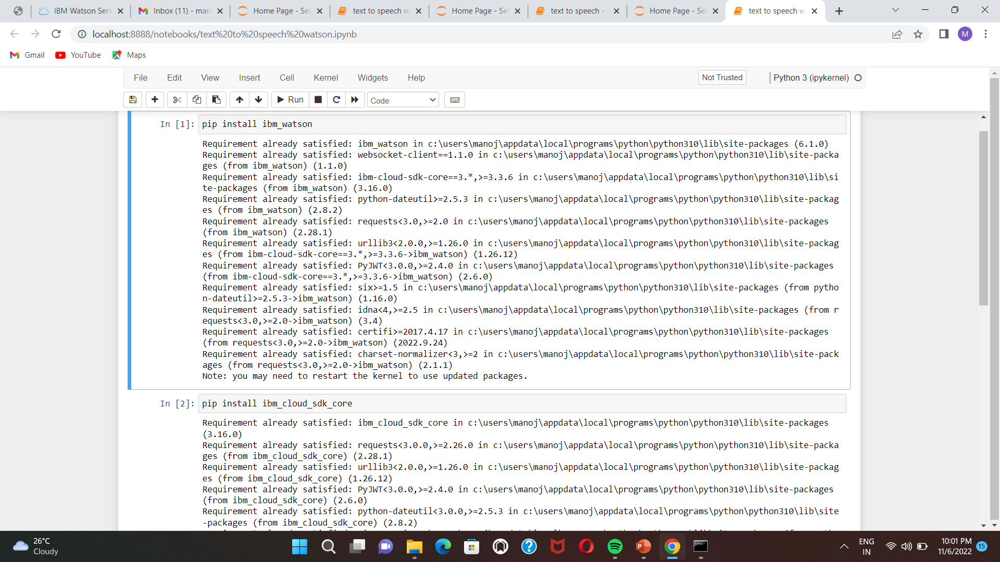 IBM Watson Serv
Inbox (11) - man
Home Page - Sel
text to speech w
Home Page - Sel
text to speech -
Home Page - Sel
text to speech w
localhost:8888/notebooks/text%20to%20speech%20watson.ipynb
M
Gmail
YouTube
Maps
File Edit View Insert Cell Kernel Widgets Help
Not Trusted
Python 3 (ipykernel)
Run
Code
In [1]: pip install ibm_watson
Requirement already satisfied: ibm_watson in c:\users\manoj\appdata\local\programs\python\python310\lib\site-packages (6.1.0)
Requirement already satisfied: websocket-client==1.1.0 in c:\users\manoj\appdata\local\programs\python\python310\lib\site-packa
ges (from ibm_watson) (1.1.0)
Requirement already satisfied: ibm-cloud-sdk-core==3.*,>=3.3.6 in c:\users\manoj\appdata\local\programs\python\python310\lib\si
te-packages (from ibm_watson) (3.16.0)
Requirement already satisfied: python-dateutil>=2.5.3 in c:\users\manoj\appdata\local\programs\python\python310\lib\site-packag
es (from ibm_watson) (2.8.2)
Requirement already satisfied: requests<3.0,>=2.0 in c:\users\manoj\appdata\local\programs\python\python310\lib\site-packages
(from ibm_watson) (2.28.1)
Requirement already satisfied: urllib3<2.0.0,>=1.26.0 in c:\users\manoj\appdata\local\programs\python\python310\lib\site-packag
es (from ibm-cloud-sdk-core==3.*,>=3.3.6->ibm_watson) (1.26.12)
Requirement already satisfied: PyJWT<3.0.0,>=2.4.0 in c:\users\manoj\appdata\local\programs\python\python310\lib\site-packages
(from ibm-cloud-sdk-core==3.*,>=3.3.6->ibm_watson) (2.6.0)
Requirement already satisfied: six>=1.5 in c:\users\manoj\appdata\local\programs\python\python310\lib\site-packages (from pytho
n-dateutil>=2.5.3->ibm_watson) (1.16.0)
Requirement already satisfied: idna<4,>=2.5 in c:\users\manoj\appdata\local\programs\python\python310\lib\site-packages (from r
equests<3.0,>=2.0->ibm_watson) (3.4)
Requirement already satisfied: certifi>=2017.4.17 in c:\users\manoj\appdata\local\programs\python\python310\lib\site-packages
(from requests<3.0,>=2.0->ibm_watson) (2022.9.24)
Requirement already satisfied: charset-normalizer<3,>=2 in c:\users\manoj\appdata\local\programs\python\python310\lib\site-pack
ages (from requests<3.0,>=2.0->ibm_watson) (2.1.1)
Note: you may need to restart the kernel to use updated packages.
In [2]: pip install ibm_cloud_sdk_core
Requirement already satisfied: ibm_cloud_sdk_core in c:\users\manoj\appdata\local\programs\python\python310\lib\site-packages
(3.16.0)
Requirement already satisfied: requests<3.0.0,>=2.26.0 in c:\users\manoj\appdata\local\programs\python\python310\lib\site-packa
ges (from ibm_cloud_sdk_core) (2.28.1)
Requirement already satisfied: urllib3<2.0.0,>=1.26.0 in c:\users\manoj\appdata\local\programs\python\python310\lib\site-packag
es (from ibm_cloud_sdk_core) (1.26.12)
Requirement already satisfied: PyJWT<3.0.0,>=2.4.0 in c:\users\manoj\appdata\local\programs\python\python310\lib\site-packages
(from ibm_cloud_sdk_core) (2.6.0)
Requirement already satisfied: python-dateutil<3.0.0,>=2.5.3 in c:\users\manoj\appdata\local\programs\python\python310\lib\site
-packages (from ibm_cloud_sdk_core) (2.8.2)
26°C
Cloudy
ENG
IN
10:01 PM
11/6/2022
15